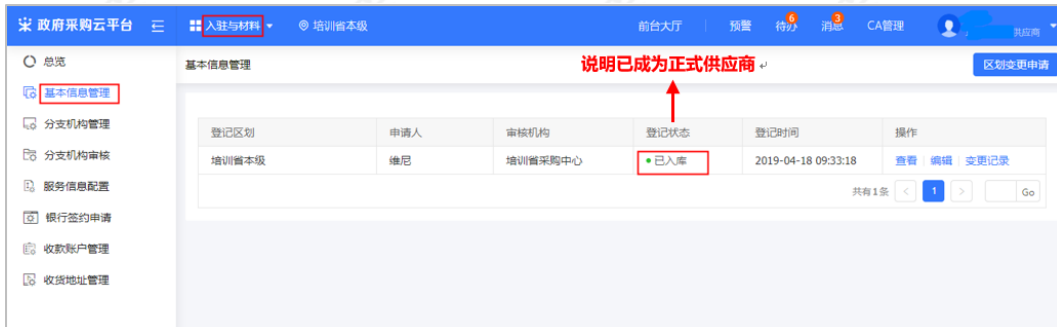 政府采购云平台 入驻与材料 培训省本级 前台大厅 预警 待办 6 消息 3 CA管理 供应商
总览
基本信息管理 说明已成为正式供应商 区划变更申请
基本信息管理
分支机构管理
登记区划 申请人 审核机构 登记状态 登记时间 操作
分支机构审核
培训省本级 维尼 培训省采购中心 已入库 2019-04-18 09:33:18 查看 编辑 变更记录
服务信息配置
共有1条 < 1 > Go
银行签约申请
收款账户管理
收货地址管理